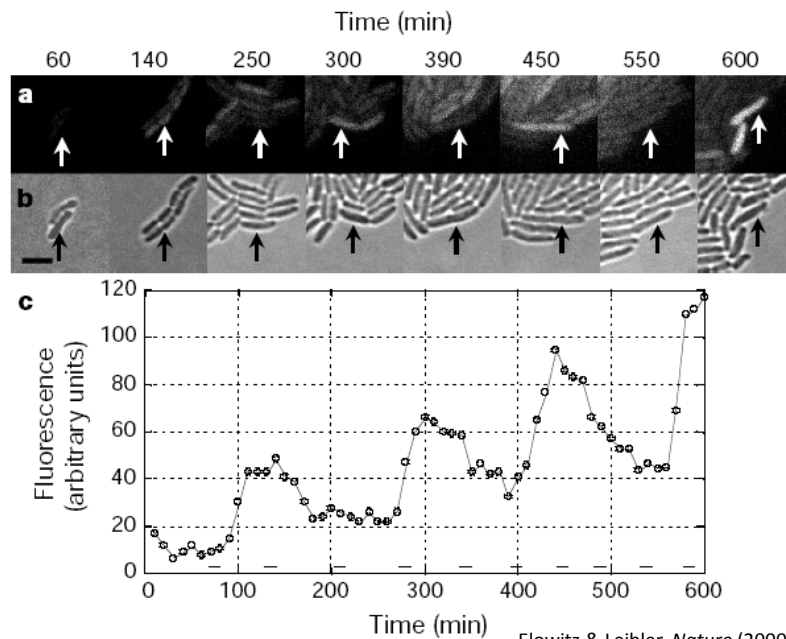 Time (min)
60 140 250 300 390 450 550 600
a
b
c
120
100
80
60
40
20
0
Fluorescence
(arbitrary units)
0 100 200 300 400 500 600
Time (min)
Elowitz & Leibler, Nature (2000